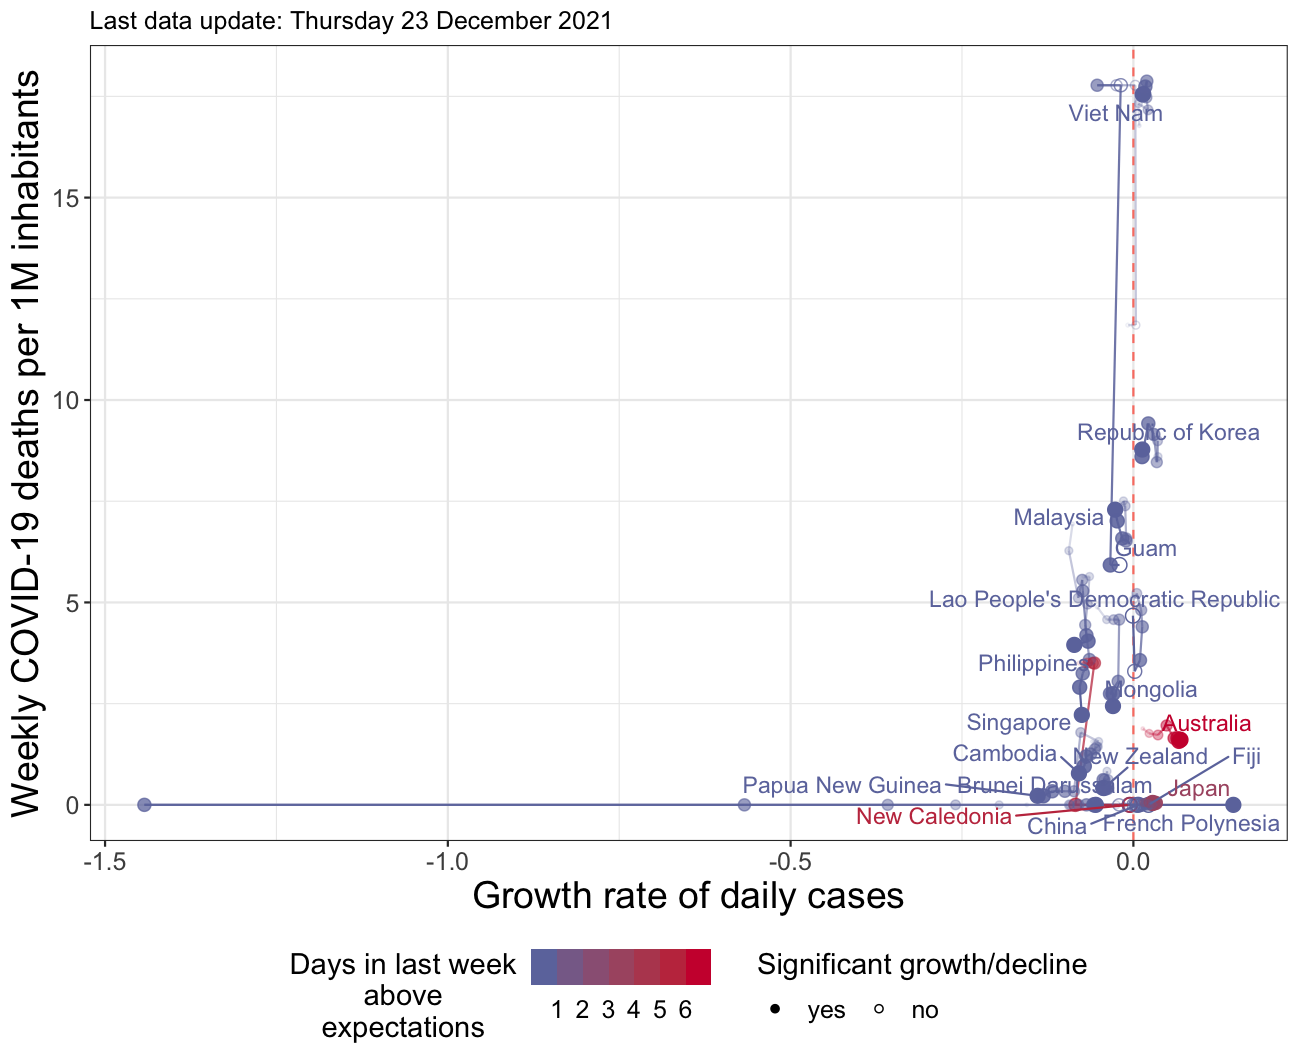 Last data update: Thursday 23 December 2021
Weekly COVID-19 deaths per 1M inhabitants
15
10
5
0
Viet Nam
Republic of Korea
Malaysia
Guam
Lao People's Democratic Republic
Philippines
Mongolia
Singapore
Australia
Cambodia
New Zealand
Fiji
Papua New Guinea
Brunei Darussalam
Japan
New Caledonia
China
French Polynesia
-1.5
-1.0
-0.5
0.0
Growth rate of daily cases
Days in last week
above
expectations
1 2 3 4 5 6
Significant growth/decline
yes
no